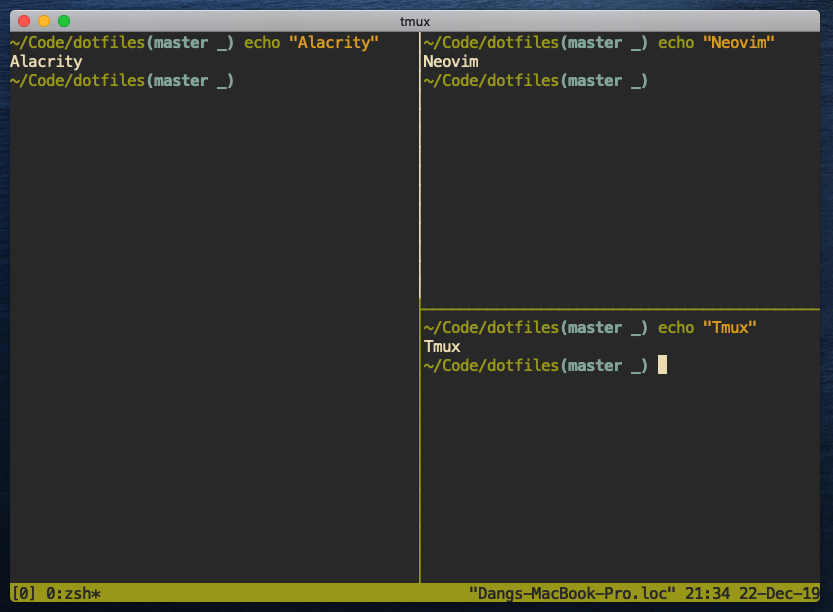 tmux
~/Code/dotfiles(master _) echo "Alacrity"
Alacrity
~/Code/dotfiles(master _)
~/Code/dotfiles(master _) echo "Neovim"
Neovim
~/Code/dotfiles(master _)
~/Code/dotfiles(master _) echo "Tmux"
Tmux
~/Code/dotfiles(master _)
[0] 0:zsh* "Dangs-MacBook-Pro.loc" 21:34 22-Dec-19